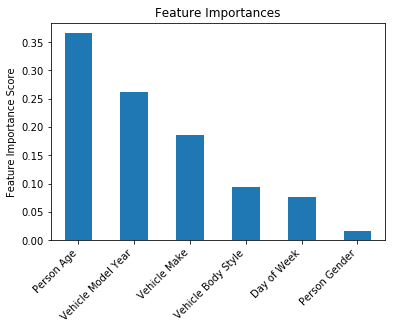 Feature Importances
Feature Importance Score
0.35
0.30
0.25
0.20
0.15
0.10
0.05
0.00
Person Age
Vehicle Model Year
Vehicle Make
Vehicle Body Style
Day of Week
Person Gender